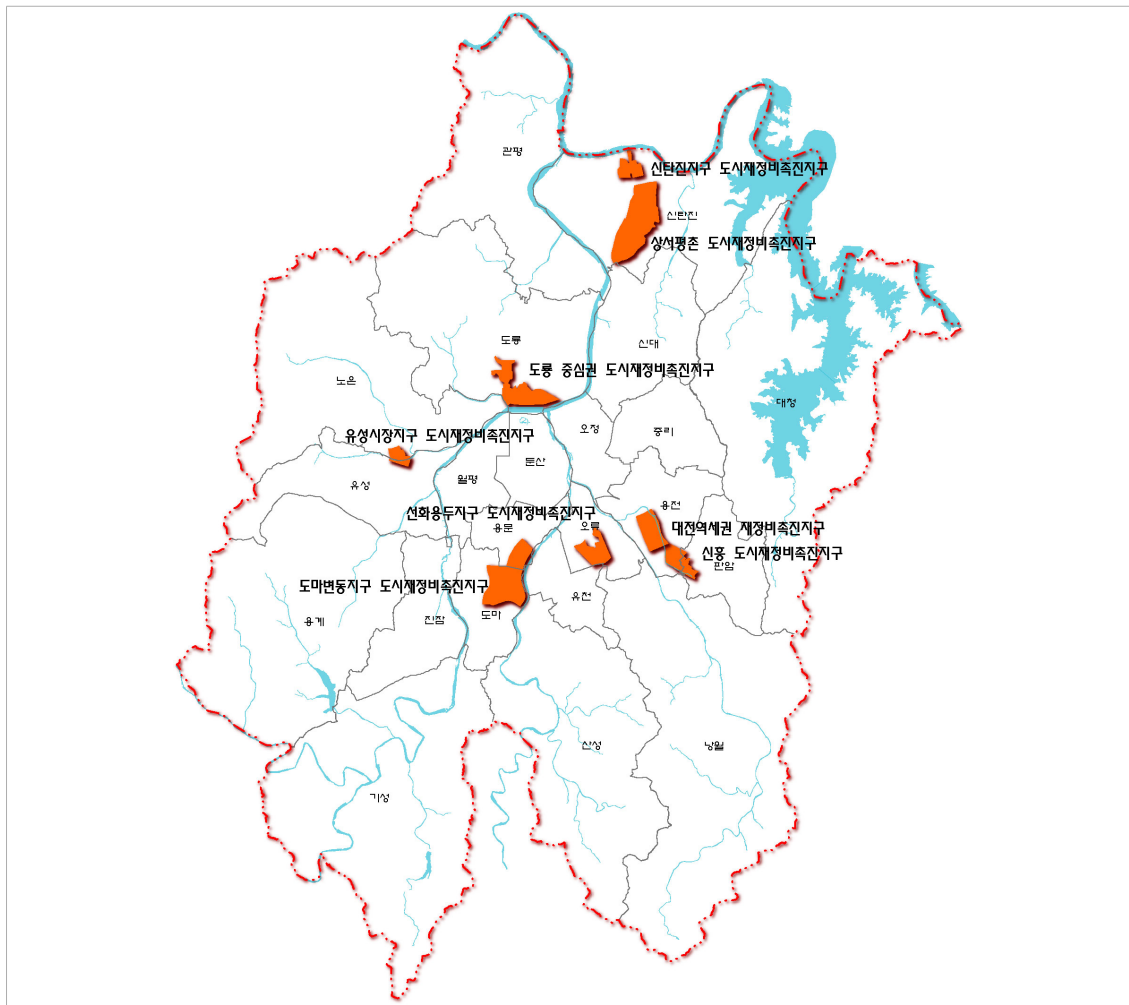 관평
신탄진지구 도시재정비촉진지구
신탄진
상서평촌 도시재정비촉진지구
도룡
신대
도룡 중심권 도시재정비촉진지구
노은
대청
오정
중리
유성시장지구 도시재정비촉진지구
둔산
월평
유성
용전
선화용두지구 도시재정비촉진지구
용문
오류
대전역세권 재정비촉진지구
신흥 도시재정비촉진지구
판암
도마변동지구 도시재정비촉진지구
유천
도마
진잠
용계
산성
낭월
기성